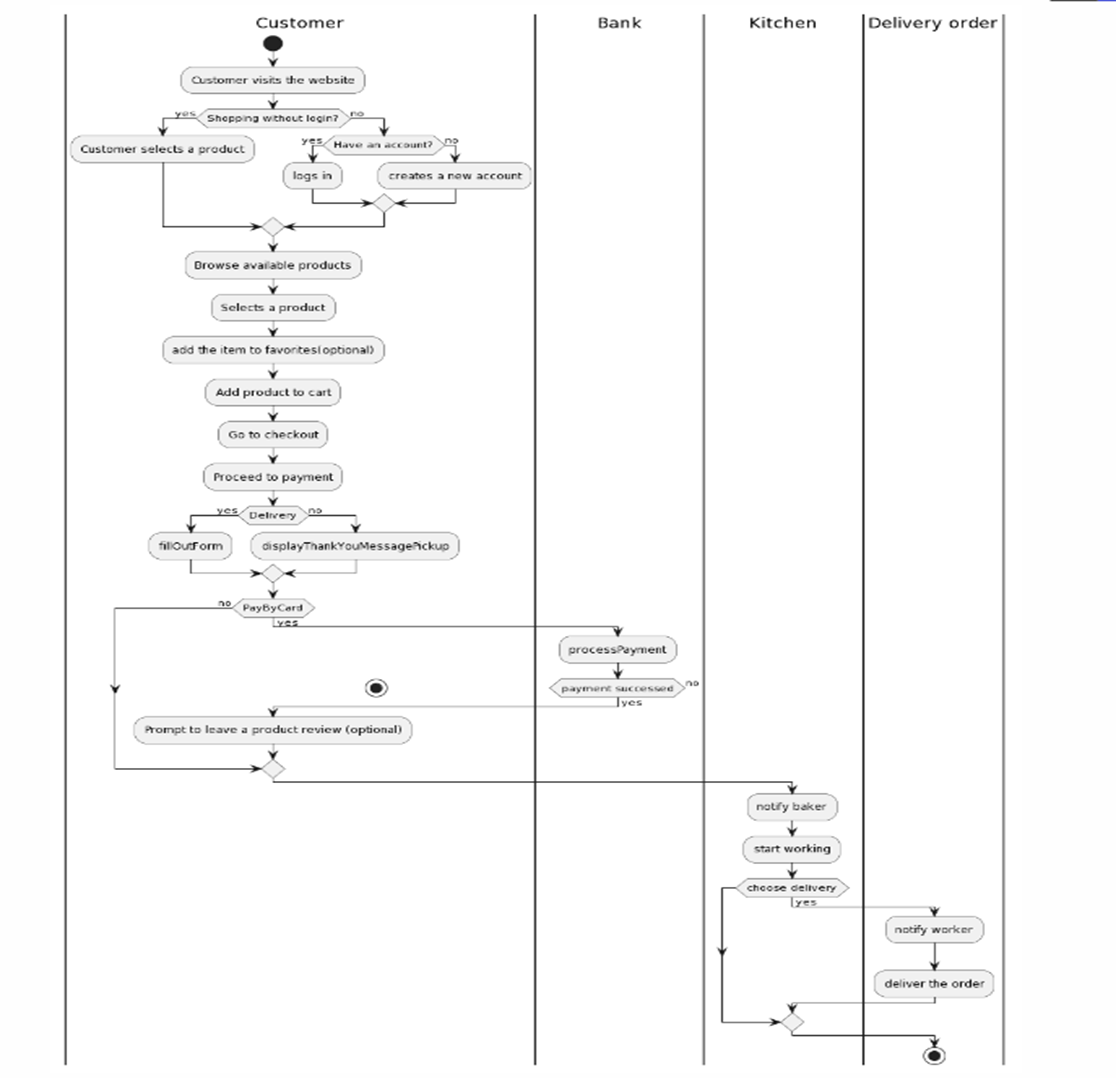 Customer
Bank
Kitchen
Delivery order
Customer visits the website
yes
Shopping without login?
no
Customer selects a product
yes
Have an account?
no
logs in
creates a new account
Browse available products
Selects a product
add the item to favorites(optional)
Add product to cart
Go to checkout
Proceed to payment
yes
Delivery
no
fillOutForm
displayThankYouMessagePickup
no
PayByCard
yes
processPayment
payment successed
no
yes
Prompt to leave a product review (optional)
notify baker
start working
choose delivery
yes
notify worker
deliver the order